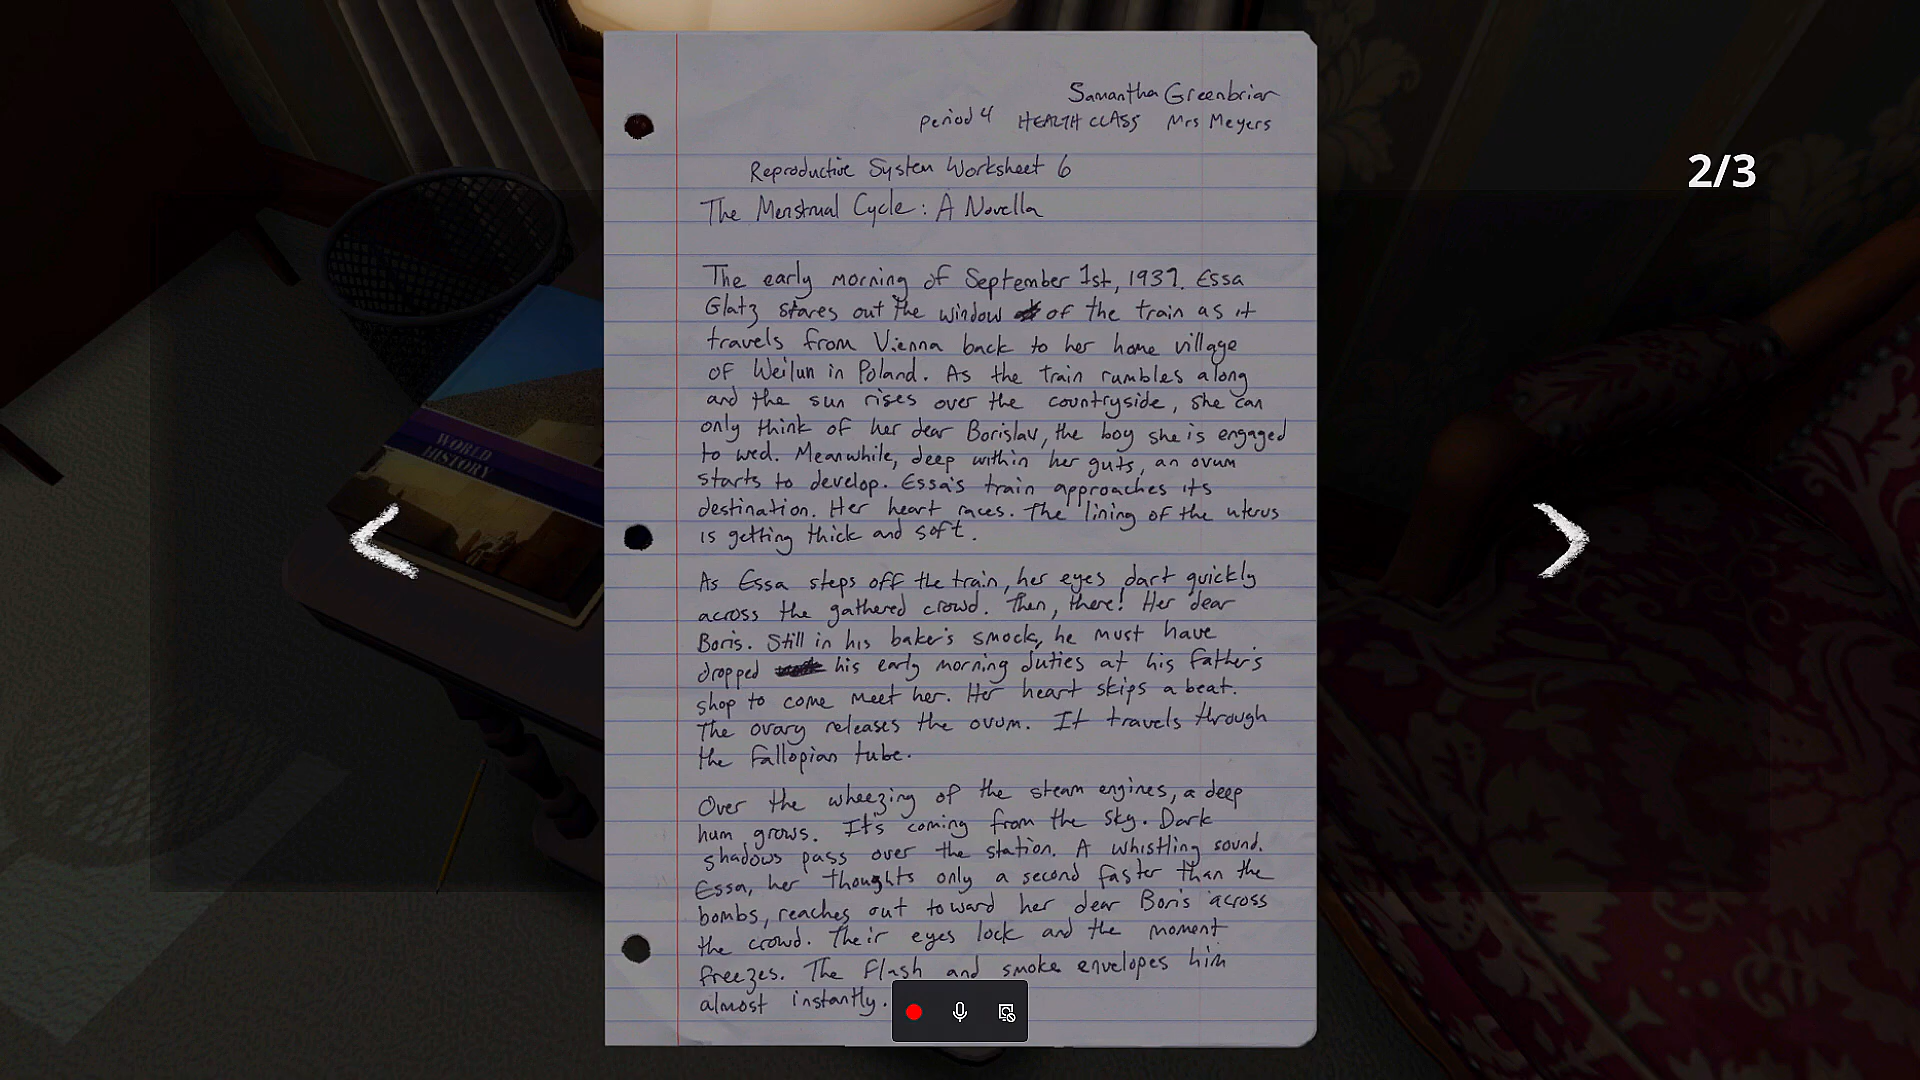 Samantha Greenbriar
period 4 HEALTH CLASS Mrs Meyers
2/3
Reproductive System Worksheet 6
The Menstrual Cycle: A Novella
The early morning of September 1st, 1939. Essa
Glatz stares out the window of the train as it
travels from Vienna back to her home village
of Weilun in Poland. As the train rumbles along
and the sun rises over the countryside, she can
only think of her dear Borislav, the boy she is engaged
to wed. Meanwhile, deep within her guts, an ovum
starts to develop. Essa's train approaches its
destination. Her heart races. The lining of the uterus
is getting thick and soft.
As Essa steps off the train, her eyes dart quickly
across the gathered crowd. Then, there! Her dear
Boris. Still in his baker's smock, he must have
dropped his early morning duties at his father's
shop to come meet her. Her heart skips a beat.
The ovary releases the ovum. It travels through
the fallopian tube.
Over the wheezing of the steam engines, a deep
hum grows. It's coming from the sky. Dark
shadows pass over the station. A whistling sound.
Essa, her thoughts only a second faster than the
bombs, reaches out toward her dear Boris across
the crowd. Their eyes lock and the moment
freezes. The flash and smoke envelopes him
almost instantly.
WORLD
HISTORY